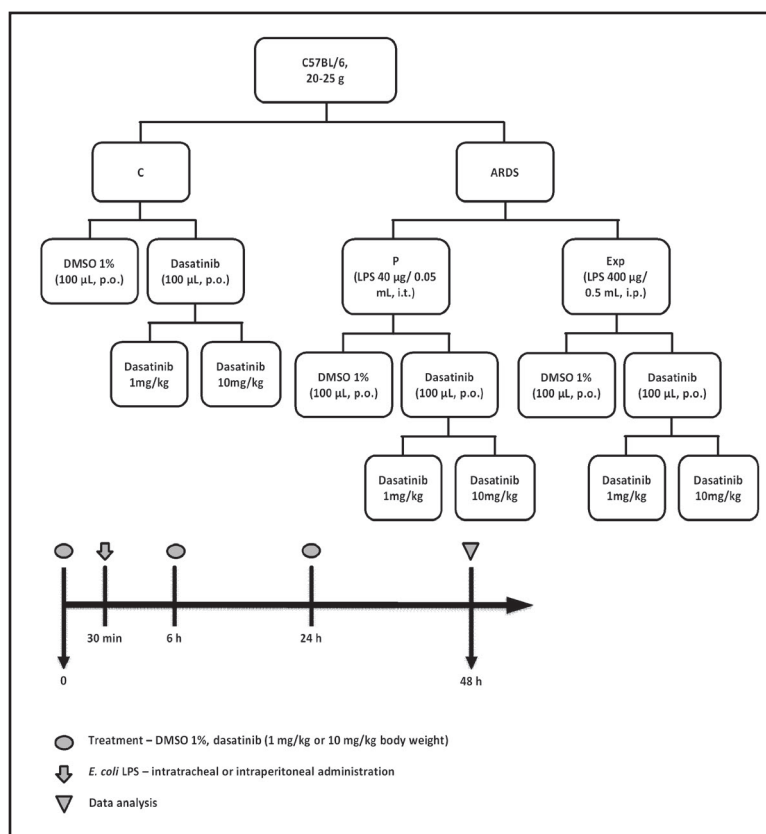 C57BL/6,
20-25 g
C
ARDS
DMSO 1%
(100 µL, p.o.)
Dasatinib
(100 µL, p.o.)
P
(LPS 40 µg/ 0.05
mL, i.t.)
Exp
(LPS 400 µg/
0.5 mL, i.p.)
Dasatinib
1mg/kg
Dasatinib
10mg/kg
DMSO 1%
(100 µL, p.o.)
Dasatinib
(100 µL, p.o.)
DMSO 1%
(100 µL, p.o.)
Dasatinib
(100 µL, p.o.)
Dasatinib
1mg/kg
Dasatinib
10mg/kg
Dasatinib
1mg/kg
Dasatinib
10mg/kg
30 min
6 h
24 h
0
48 h
Treatment – DMSO 1%, dasatinib (1 mg/kg or 10 mg/kg body weight)
E. coli LPS – intratracheal or intraperitoneal administration
Data analysis